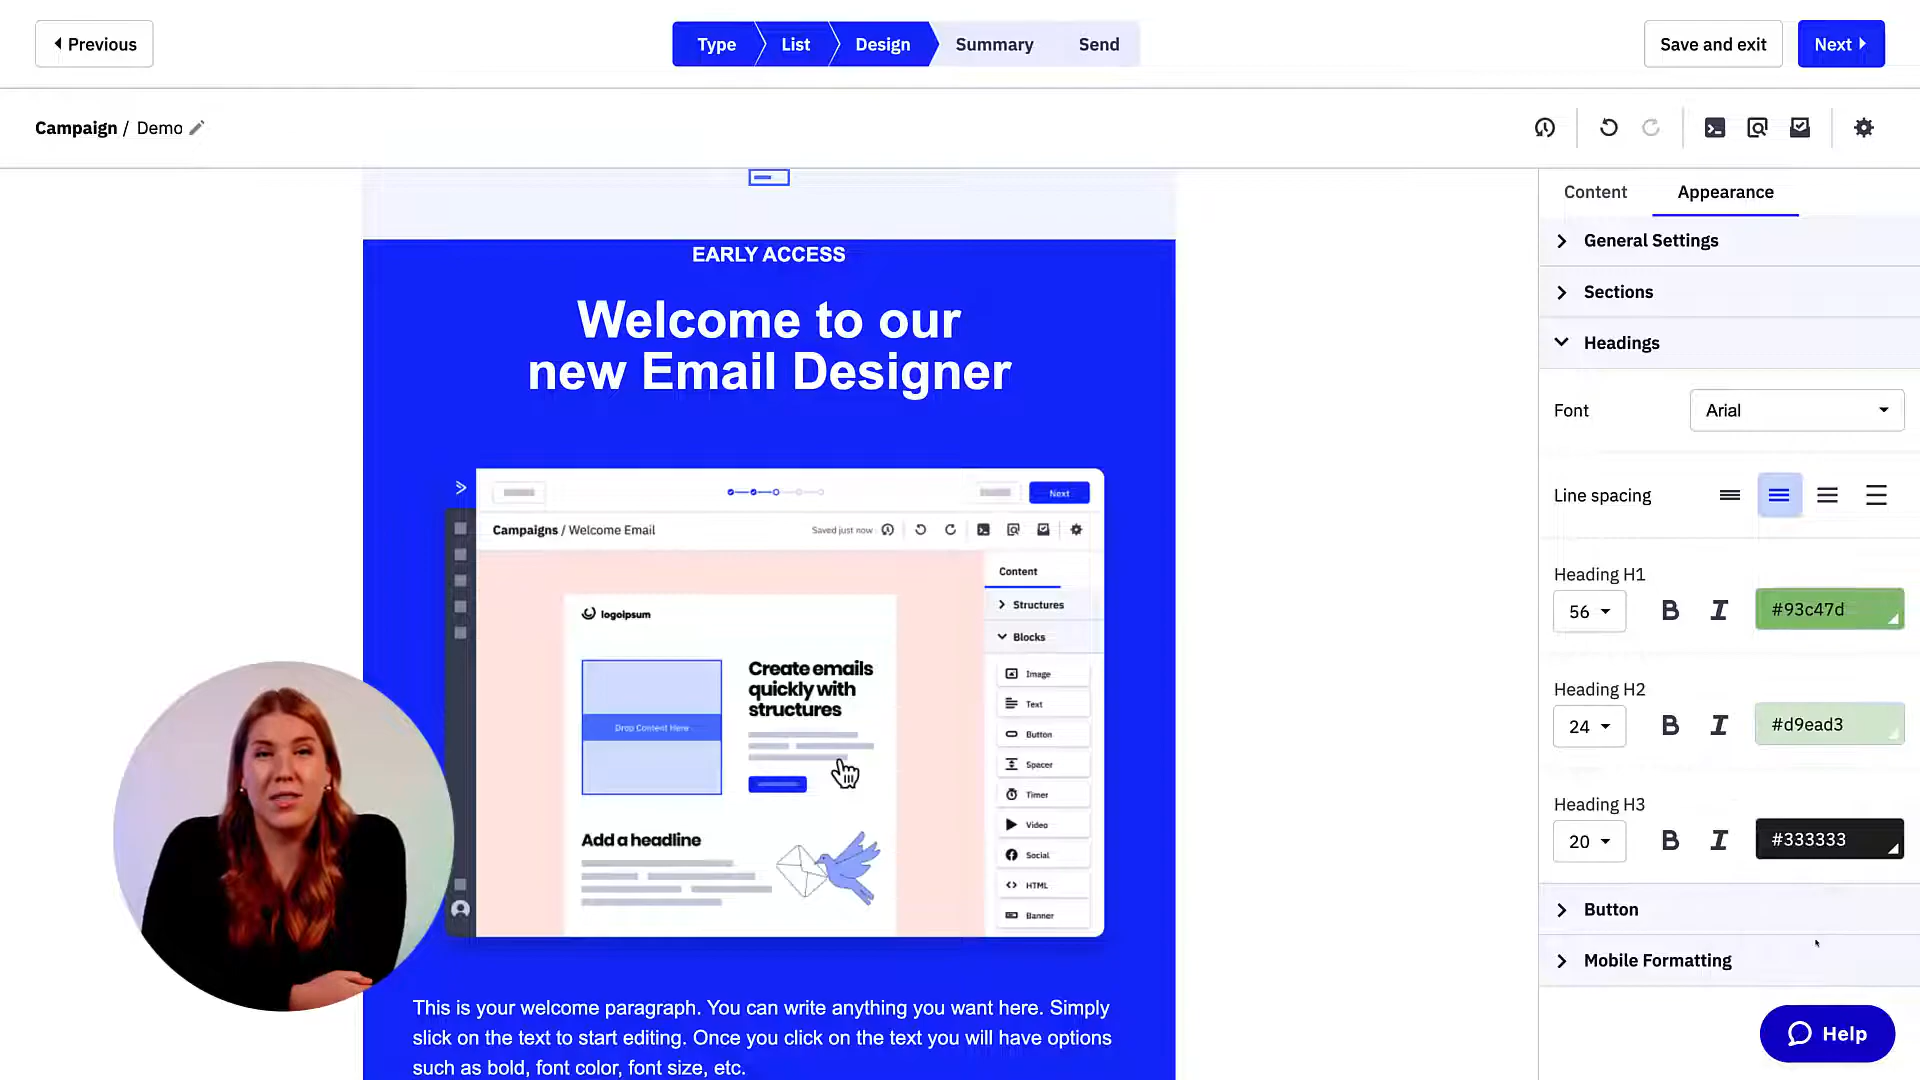 Previous
Type
List
Design
Summary
Send
Save and exit
Next
Campaign / Demo
Content
Appearance
General Settings
Sections
Headings
Font
Arial
Line spacing
Heading H1
56
B I
#93c47d
Heading H2
24
B I
#d9ead3
Heading H3
20
B I
#333333
Button
Mobile Formatting
Help
EARLY ACCESS
Welcome to our
new Email Designer
Next
Campaigns / Welcome Email
Saved just now
Content
Structures
Blocks
Image
Text
Button
Spacer
Timer
Video
Social
HTML
Banner
logoipsum
Drop Content Here
Create emails
quickly with
structures
Add a headline
This is your welcome paragraph. You can write anything you want here. Simply
slick on the text to start editing. Once you click on the text you will have options
such as bold, font color, font size, etc.